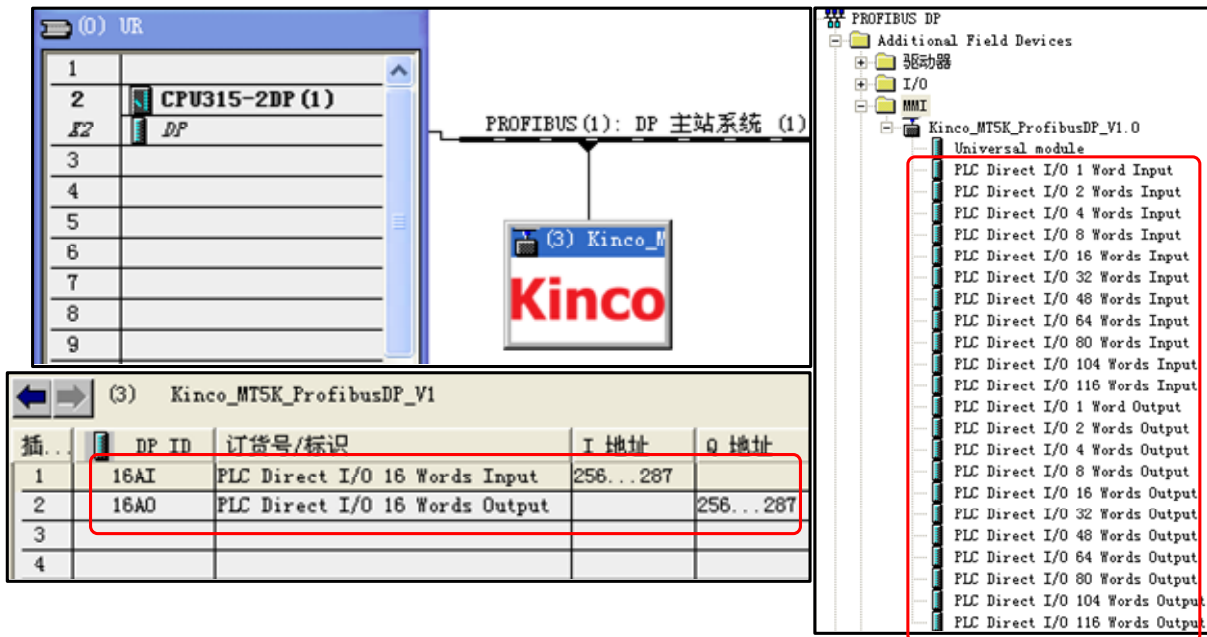 (0) UR
1
2 CPU315-2DP(1)
X2 DP
3
4
5
6
7
8
9
PROFIBUS(1): DP 主站系统 (1)
(3) Kinco_M
Kinco
(3) Kinco_MT5K_ProfibusDP_V1
插... DP ID 订货号/标识 I 地址 Q 地址
1 16AI PLC Direct I/O 16 Words Input 256...287
2 16AO PLC Direct I/O 16 Words Output 256...287
3
4
PROFIBUS DP
Additional Field Devices
驱动器
I/O
MMI
Kinco_MT5K_ProfibusDP_V1.0
Universal module
PLC Direct I/O 1 Word Input
PLC Direct I/O 2 Words Input
PLC Direct I/O 4 Words Input
PLC Direct I/O 8 Words Input
PLC Direct I/O 16 Words Input
PLC Direct I/O 32 Words Input
PLC Direct I/O 48 Words Input
PLC Direct I/O 64 Words Input
PLC Direct I/O 80 Words Input
PLC Direct I/O 104 Words Input
PLC Direct I/O 116 Words Input
PLC Direct I/O 1 Word Output
PLC Direct I/O 2 Words Output
PLC Direct I/O 4 Words Output
PLC Direct I/O 8 Words Output
PLC Direct I/O 16 Words Output
PLC Direct I/O 32 Words Output
PLC Direct I/O 48 Words Output
PLC Direct I/O 64 Words Output
PLC Direct I/O 80 Words Output
PLC Direct I/O 104 Words Output
PLC Direct I/O 116 Words Output